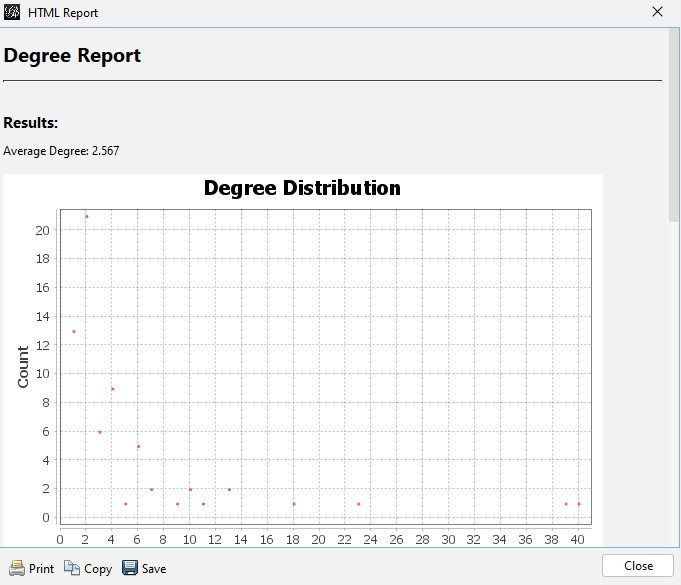 HTML Report
Degree Report
Results:
Average Degree: 2.567
Degree Distribution
20
18
16
14
12
10
8
6
4
2
0
Count
0 2 4 6 8 10 12 14 16 18 20 22 24 26 28 30 32 34 36 38 40
Print Copy Save Close